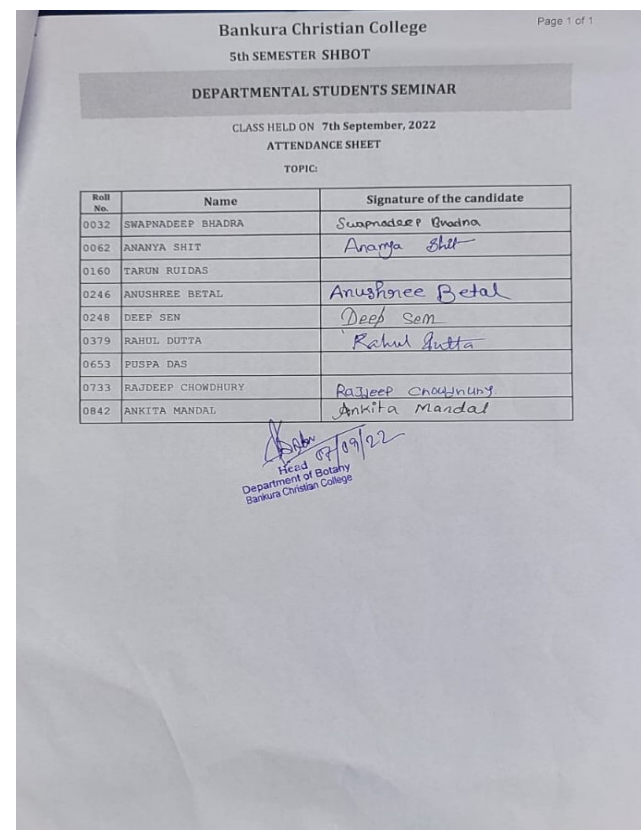 Page 1 of 1
Bankura Christian College
5th SEMESTER SHBOT
DEPARTMENTAL STUDENTS SEMINAR
CLASS HELD ON 7th September, 2022
ATTENDANCE SHEET
TOPIC:
Roll No. Name Signature of the candidate
0032 SWAPNADEEP BHADRA Swapnadeep Bhadra
0062 ANANYA SHIT Ananya Shit
0160 TARUN RUIDAS
0246 ANUSHREE BETAL Anushree Betal
0248 DEEP SEN Deep Sen
0379 RAHUL DUTTA Rahul Dutta
0653 PUSPA DAS
0733 RAJDEEP CHOWDHURY Rajdeep Chowdhury
0842 ANKITA MANDAL Ankita Mandal
07/09/22
Head
Department of Botany
Bankura Christian College